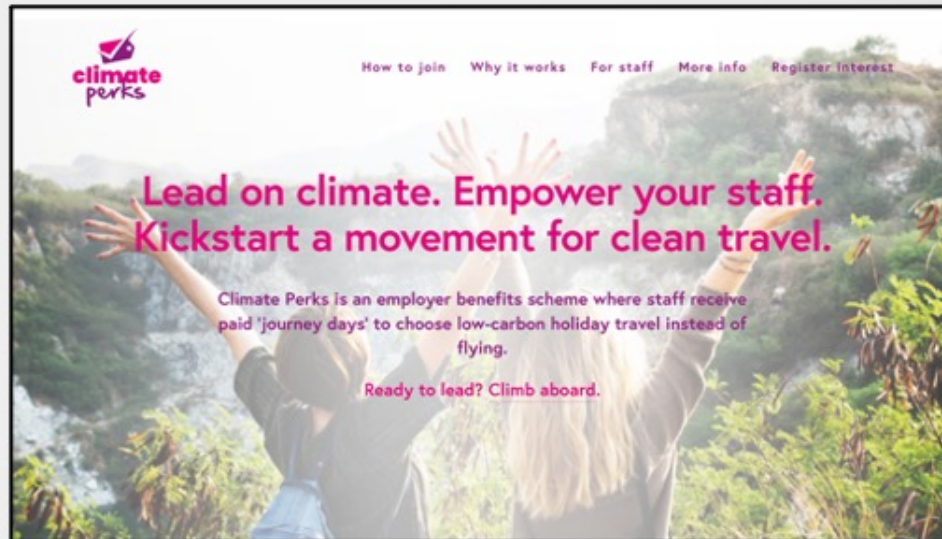 climate
perks
How to join Why it works For staff More info Register interest
Lead on climate. Empower your staff.
Kickstart a movement for clean travel.
Climate Perks is an employer benefits scheme where staff receive
paid 'journey days' to choose low-carbon holiday travel instead of
flying.
Ready to lead? Climb aboard.